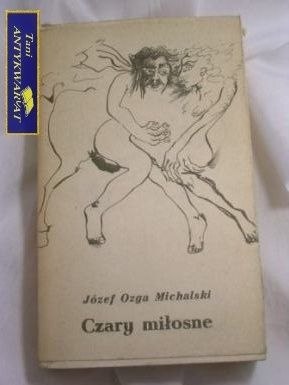 Tani
ANTYKWARIAT
Józef Ozga Michalski
Czary miłosne